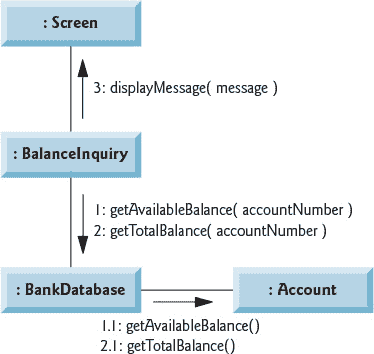 : Screen
3: displayMessage( message )
: BalanceInquiry
1: getAvailableBalance( accountNumber )
2: getTotalBalance( accountNumber )
: BankDatabase
: Account
1.1: getAvailableBalance()
2.1: getTotalBalance()